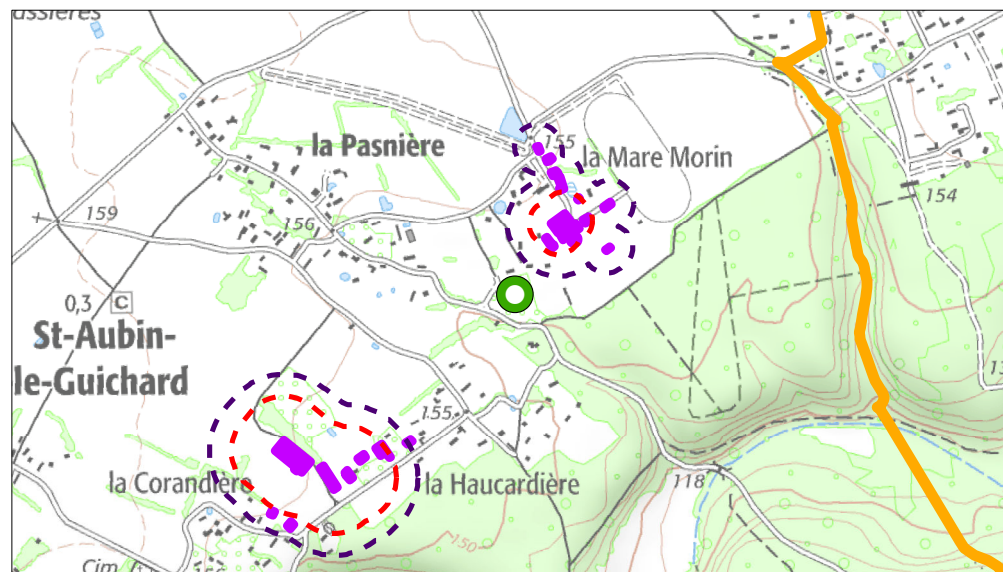 la Pasnière
155
la Mare Morin
154
159
156
0,3 C
St-Aubin-
le-Guichard
155
la Corandière
la Haucardière
118
150
Cim.